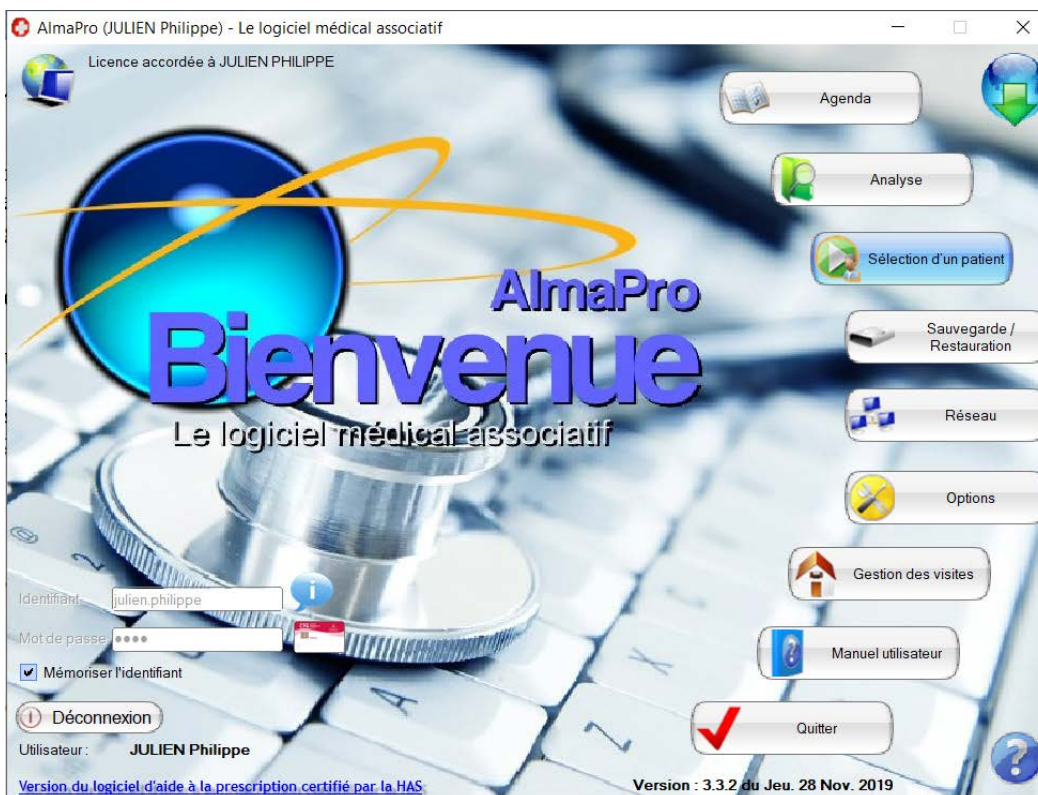 AlmaPro (JULIEN Philippe) - Le logiciel médical associatif
Licence accordée à JULIEN PHILIPPE
Agenda
Analyse
Sélection d'un patient
AlmaPro
Bienvenue
Le logiciel médical associatif
Sauvegarde /
Restauration
Réseau
Options
Gestion des visites
Identifiant
julien.philippe
Mot de passe ●●●●
Mémoriser l'identifiant
Manuel utilisateur
Déconnexion
Quitter
Utilisateur : JULIEN Philippe
Version du logiciel d'aide à la prescription certifié par la HAS
Version : 3.3.2 du Jeu. 28 Nov. 2019